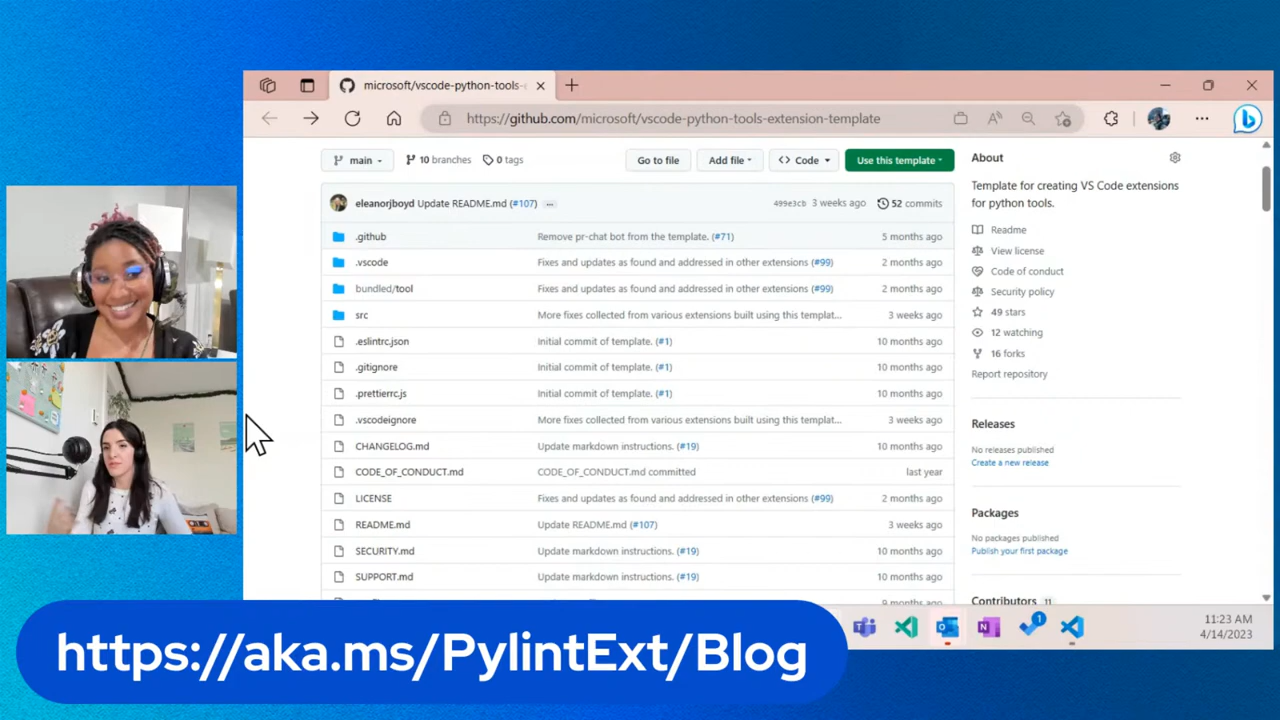 microsoft/vscode-python-tools-
https://github.com/microsoft/vscode-python-tools-extension-template
main
10 branches
0 tags
Go to file
Add file
Code
Use this template
eleanorjboyd Update README.md (#107) ...
499e3cb 3 weeks ago
52 commits
.github Remove pr-chat bot from the template. (#71) 5 months ago
.vscode Fixes and updates as found and addressed in other extensions (#99) 2 months ago
bundled/tool Fixes and updates as found and addressed in other extensions (#99) 2 months ago
src More fixes collected from various extensions built using this templat... 3 weeks ago
.eslintrc.json Initial commit of template. (#1) 10 months ago
.gitignore Initial commit of template. (#1) 10 months ago
.prettierrc.js Initial commit of template. (#1) 10 months ago
.vscodeignore More fixes collected from various extensions built using this templat... 3 weeks ago
CHANGELOG.md Update markdown instructions. (#19) 10 months ago
CODE_OF_CONDUCT.md CODE_OF_CONDUCT.md committed last year
LICENSE Fixes and updates as found and addressed in other extensions (#99) 2 months ago
README.md Update README.md (#107) 3 weeks ago
SECURITY.md Update markdown instructions. (#19) 10 months ago
SUPPORT.md Update markdown instructions. (#19) 10 months ago
9 months ago
About
Template for creating VS Code extensions
for python tools.
Readme
View license
Code of conduct
Security policy
49 stars
12 watching
16 forks
Report repository
Releases
No releases published
Create a new release
Packages
No packages published
Publish your first package
Contributors 11
1
11:23 AM
4/14/2023
https://aka.ms/PylintExt/Blog